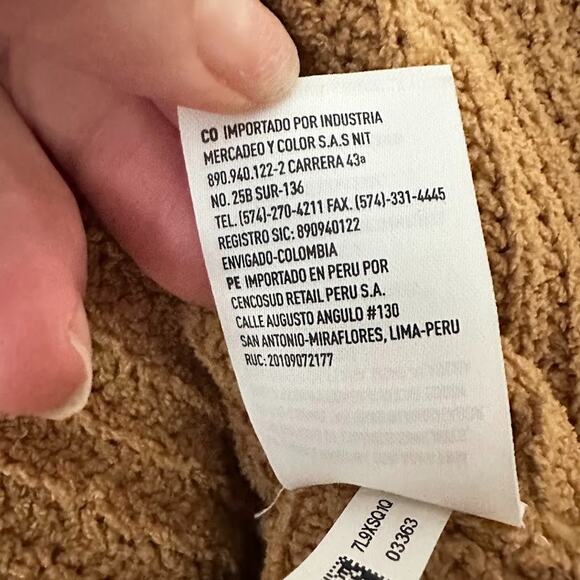 CO IMPORTADO POR INDUSTRIA
MERCADEO Y COLOR S.A.S NIT
890.940.122-2 CARRERA 43ª
NO. 25B SUR-136
TEL. (574)-270-4211 FAX. (574)-331-4445
REGISTRO SIC: 890940122
ENVIGADO-COLOMBIA
PE IMPORTADO EN PERU POR
CENCOSUD RETAIL PERU S.A.
CALLE AUGUSTO ANGULO #130
SAN ANTONIO-MIRAFLORES, LIMA-PERU
RUC: 20109072177
7L9XSQ1Q
03363